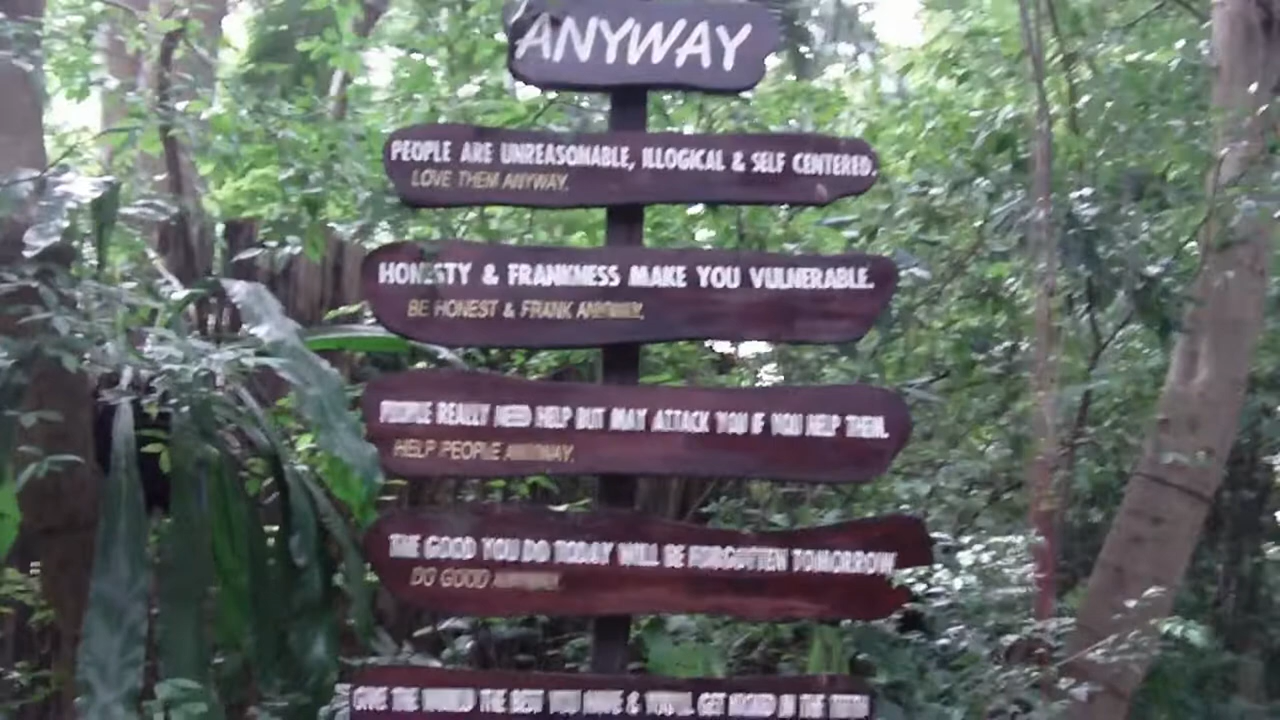 ANYWAY
PEOPLE ARE UNREASONABLE, ILLOGICAL & SELF CENTERED.
LOVE THEM ANYWAY.
HONESTY & FRANKNESS MAKE YOU VULNERABLE.
BE HONEST & FRANK ANYWAY.
PEOPLE REALLY NEED HELP BUT MAY ATTACK YOU IF YOU HELP THEM.
HELP PEOPLE ANYWAY.
THE GOOD YOU DO TODAY WILL BE FORGOTTEN TOMORROW
DO GOOD ANYWAY.
GIVE THE WORLD THE BEST YOU HAVE & YOU'LL GET KICKED IN THE TEETH